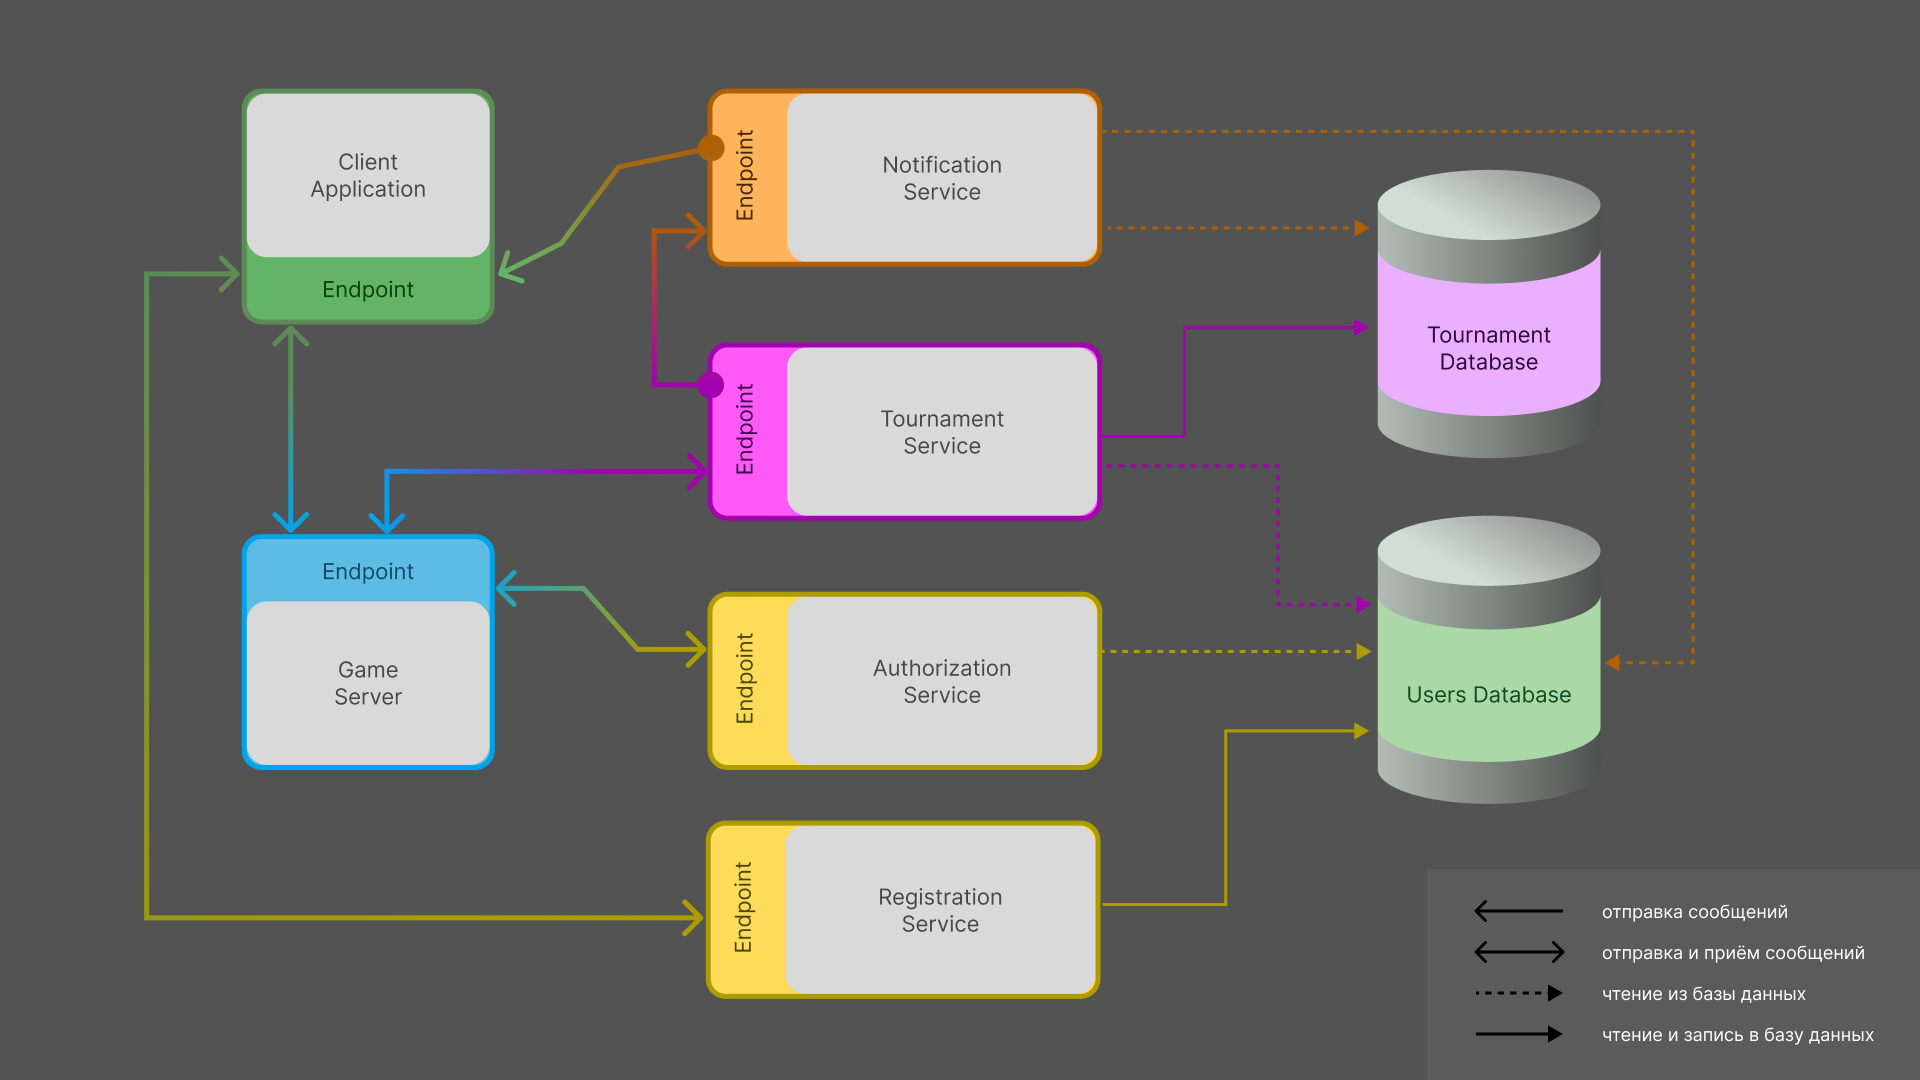 Client
Application
Endpoint
Endpoint
Notification
Service
Endpoint
Tournament
Service
Tournament
Database
Endpoint
Game
Server
Endpoint
Authorization
Service
Users Database
Endpoint
Registration
Service
отправка сообщений
отправка и приём сообщений
чтение из базы данных
чтение и запись в базу данных